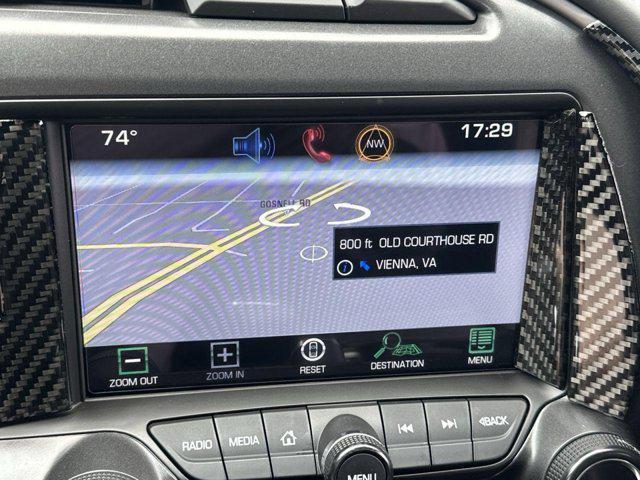 74°
NW
17:29
GOSNELL RD
800 ft OLD COURTHOUSE RD
VIENNA, VA
ZOOM OUT
ZOOM IN
RESET
DESTINATION
MENU
RADIO
MEDIA
BACK
MENU